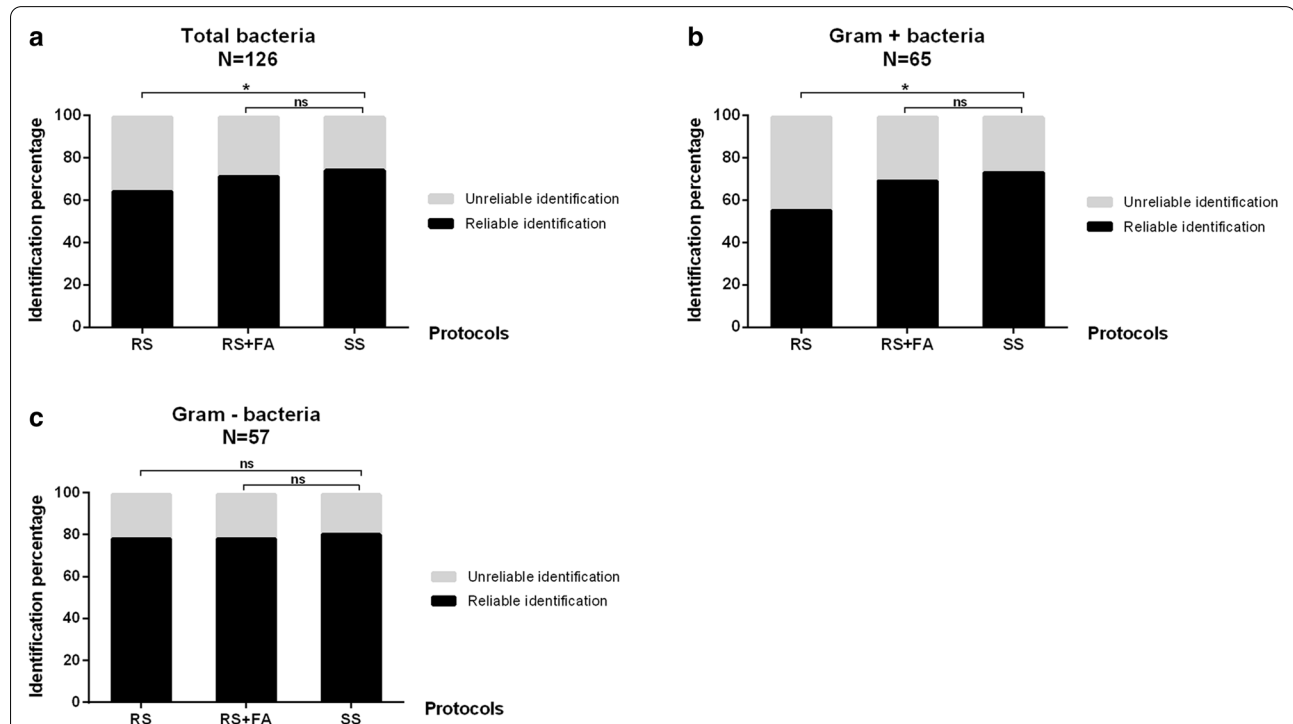 a
Total bacteria
N=126
*
ns
100
80
60
40
20
0
Identification percentage
RS RS+FA SS
Protocols
Unreliable identification
Reliable identification
b
Gram + bacteria
N=65
*
ns
100
80
60
40
20
0
Identification percentage
RS RS+FA SS
Protocols
Unreliable identification
Reliable identification
c
Gram - bacteria
N=57
ns
ns
100
80
60
40
20
0
Identification percentage
RS RS+FA SS
Protocols
Unreliable identification
Reliable identification